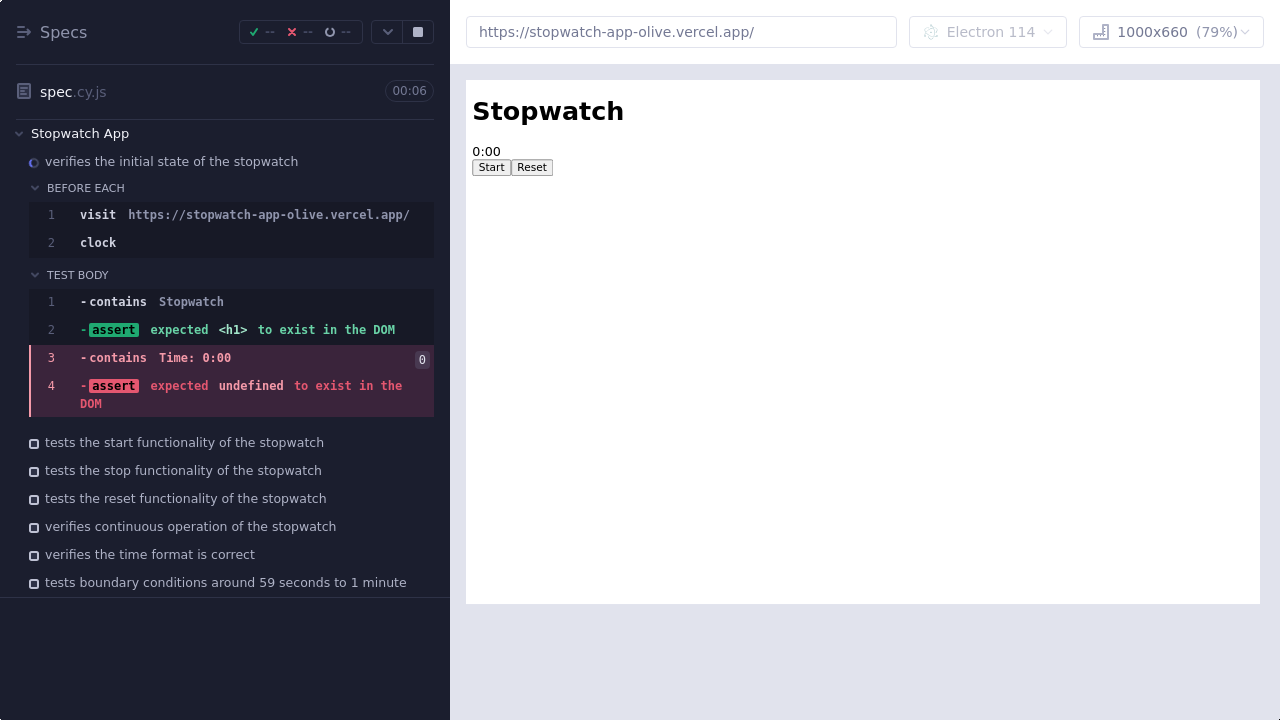 Specs
--
--
--
https://stopwatch-app-olive.vercel.app/
Electron 114
1000x660 (79%)
spec.cy.js
00:06
Stopwatch App
verifies the initial state of the stopwatch
BEFORE EACH
1 visit https://stopwatch-app-olive.vercel.app/
2 clock
TEST BODY
1 -contains Stopwatch
2 -assert expected <h1> to exist in the DOM
3 -contains Time: 0:00 0
4 -assert expected undefined to exist in the
DOM
tests the start functionality of the stopwatch
tests the stop functionality of the stopwatch
tests the reset functionality of the stopwatch
verifies continuous operation of the stopwatch
verifies the time format is correct
tests boundary conditions around 59 seconds to 1 minute
Stopwatch
0:00
Start Reset